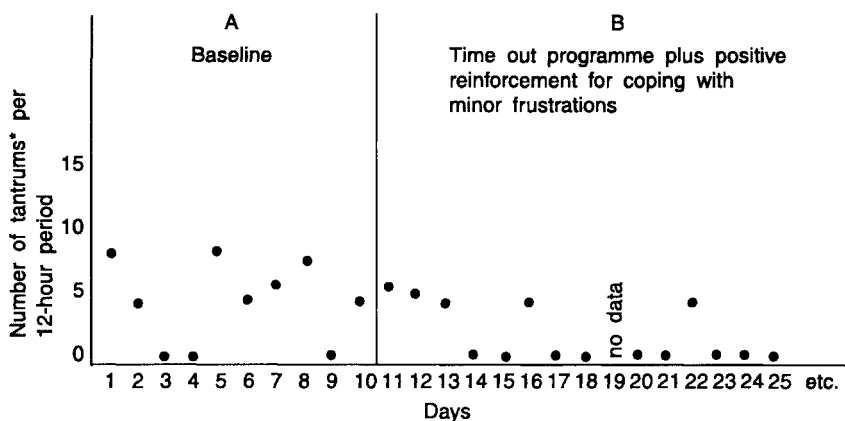 A
Baseline
B
Time out programme plus positive
reinforcement for coping with
minor frustrations
Number of tantrums* per
12-hour period
15
10
5
0
no data
1 2 3 4 5 6 7 8 9 10 11 12 13 14 15 16 17 18 19 20 21 22 23 24 25 etc.
Days